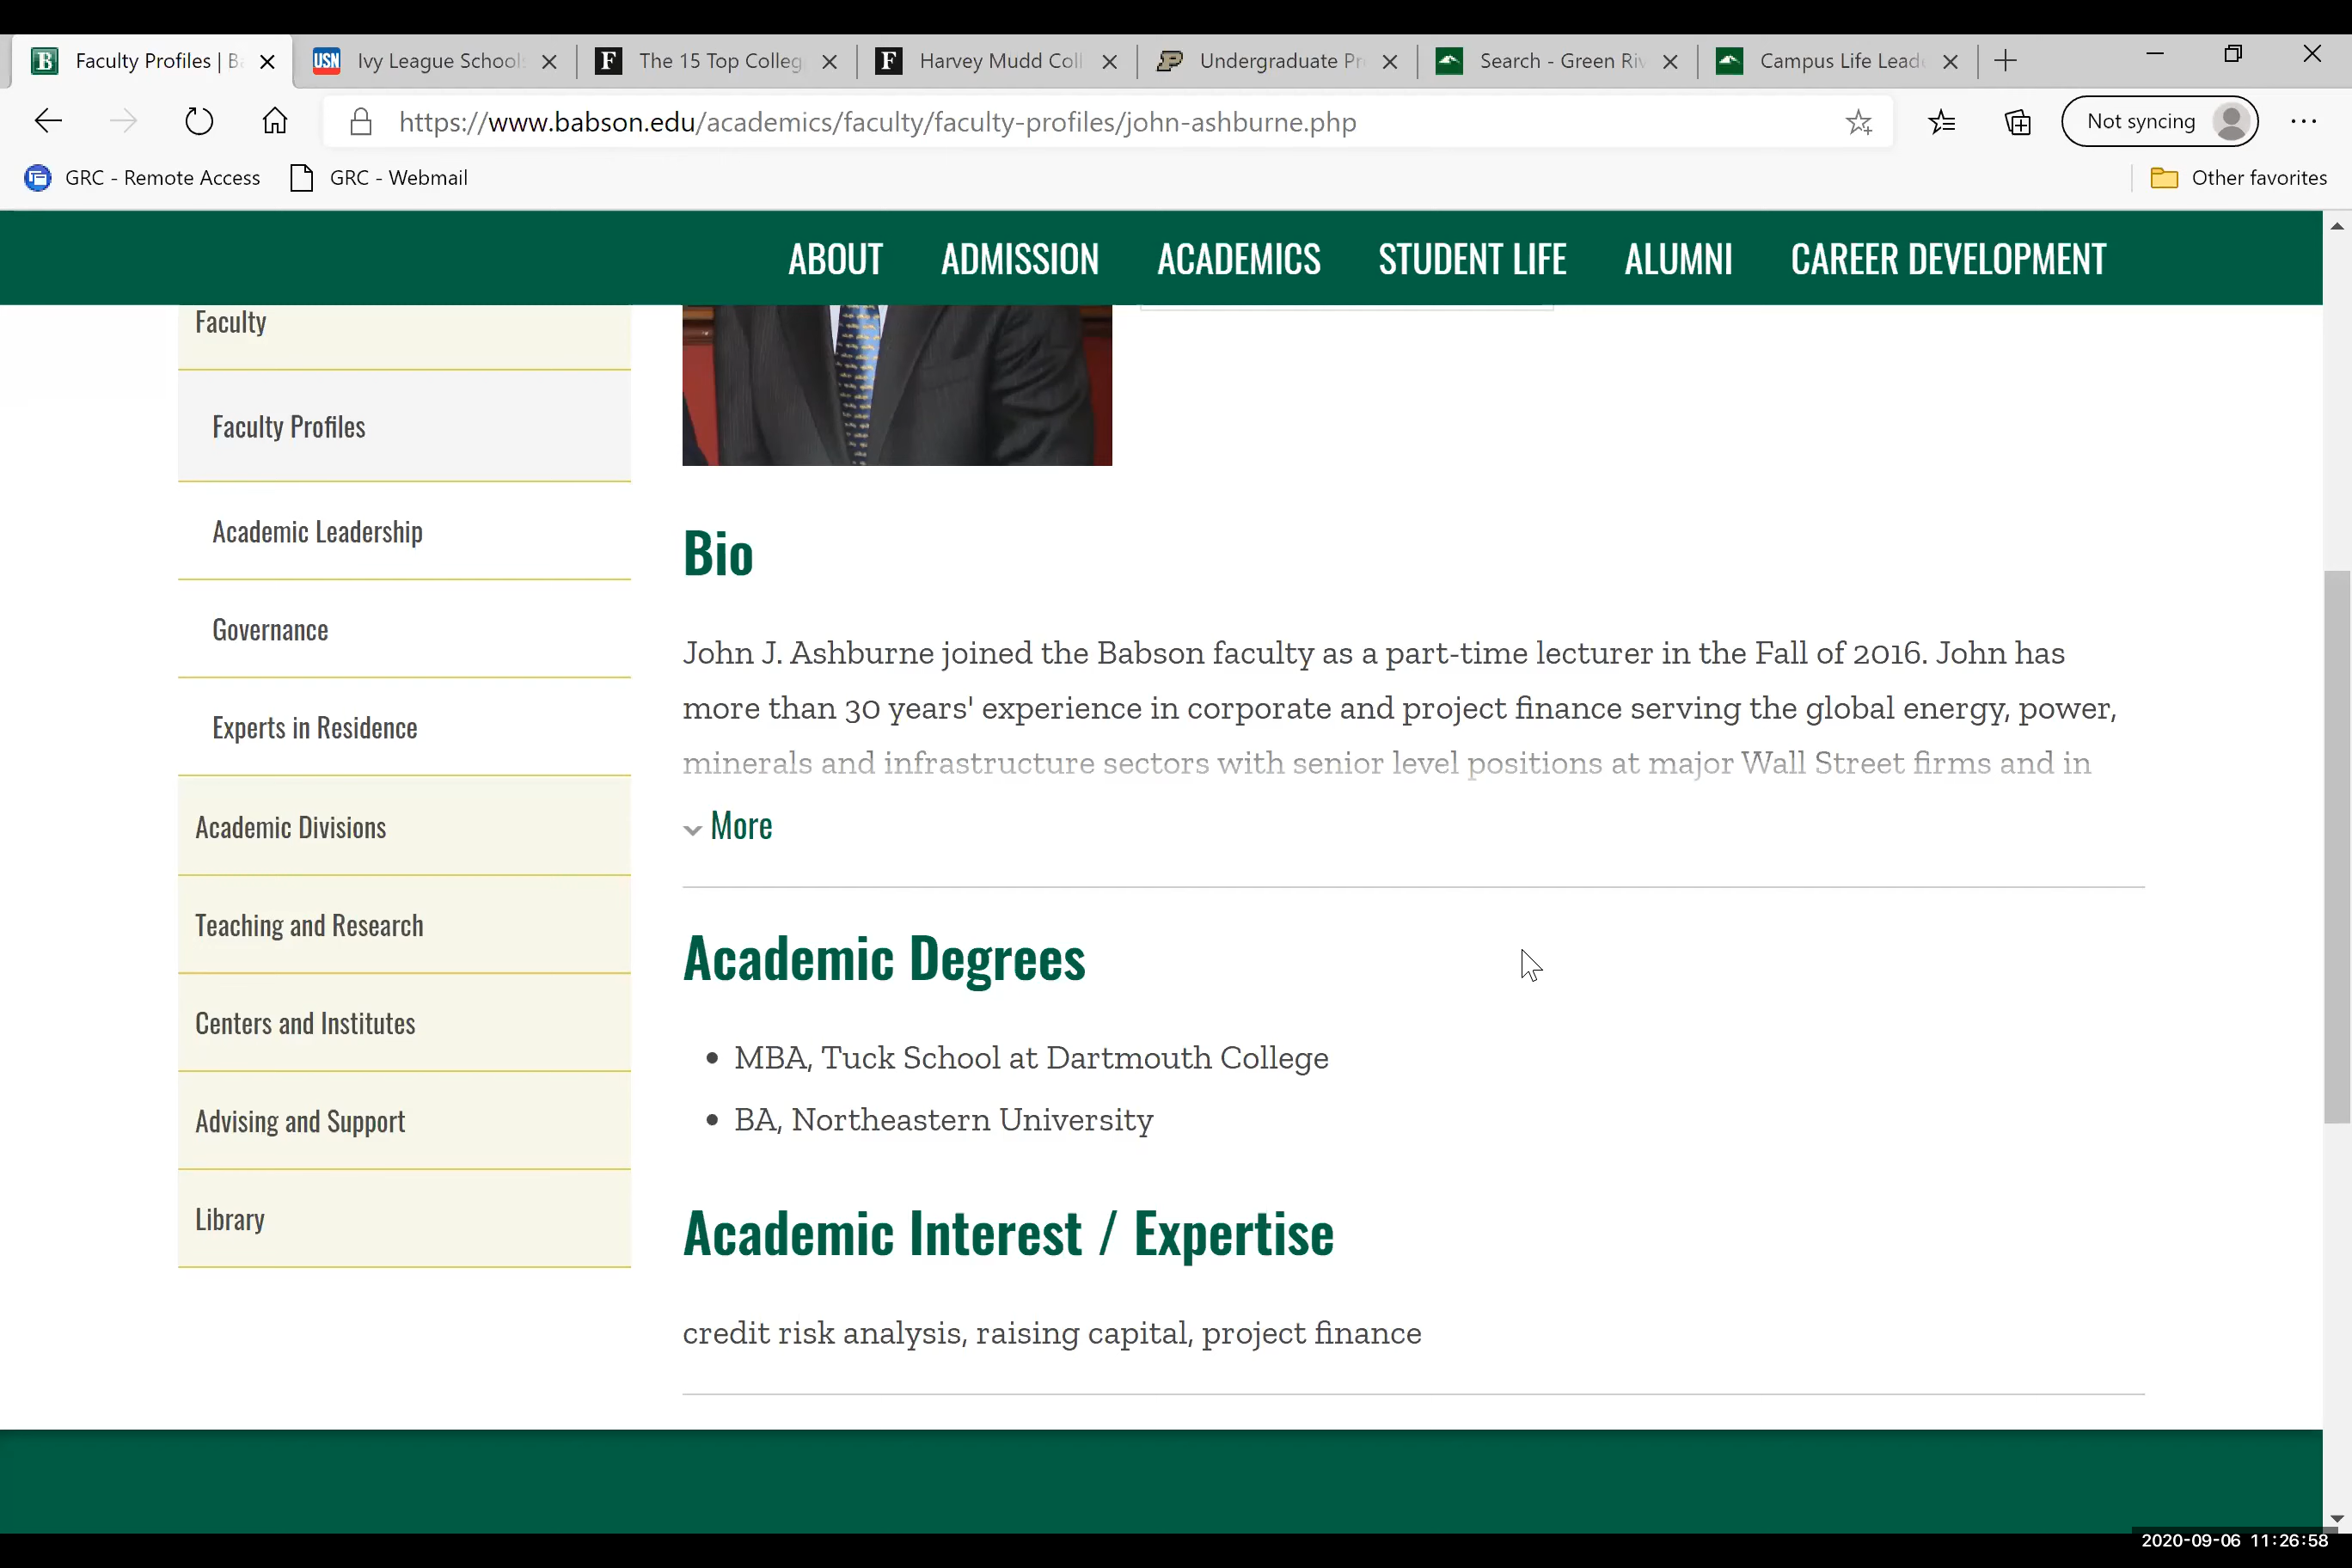 B Faculty Profiles | Ba
USN Ivy League Schools
F The 15 Top Colleg
F Harvey Mudd Coll
P Undergraduate Pr
Search - Green Riv
Campus Life Lead
https://www.babson.edu/academics/faculty/faculty-profiles/john-ashburne.php
Not syncing
GRC - Remote Access
GRC - Webmail
Other favorites
ABOUT ADMISSION ACADEMICS STUDENT LIFE ALUMNI CAREER DEVELOPMENT
Faculty
Faculty Profiles
Academic Leadership
Governance
Experts in Residence
Academic Divisions
Teaching and Research
Centers and Institutes
Advising and Support
Library
Bio
John J. Ashburne joined the Babson faculty as a part-time lecturer in the Fall of 2016. John has
more than 30 years' experience in corporate and project finance serving the global energy, power,
minerals and infrastructure sectors with senior level positions at major Wall Street firms and in
More
Academic Degrees
• MBA, Tuck School at Dartmouth College
• BA, Northeastern University
Academic Interest / Expertise
credit risk analysis, raising capital, project finance
2020-09-06 11:26:58